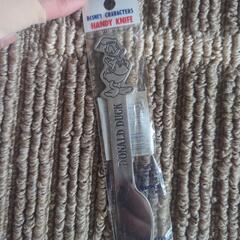 DISNEY CHARACTERS
HANDY KNIFE
DONALD DUCK